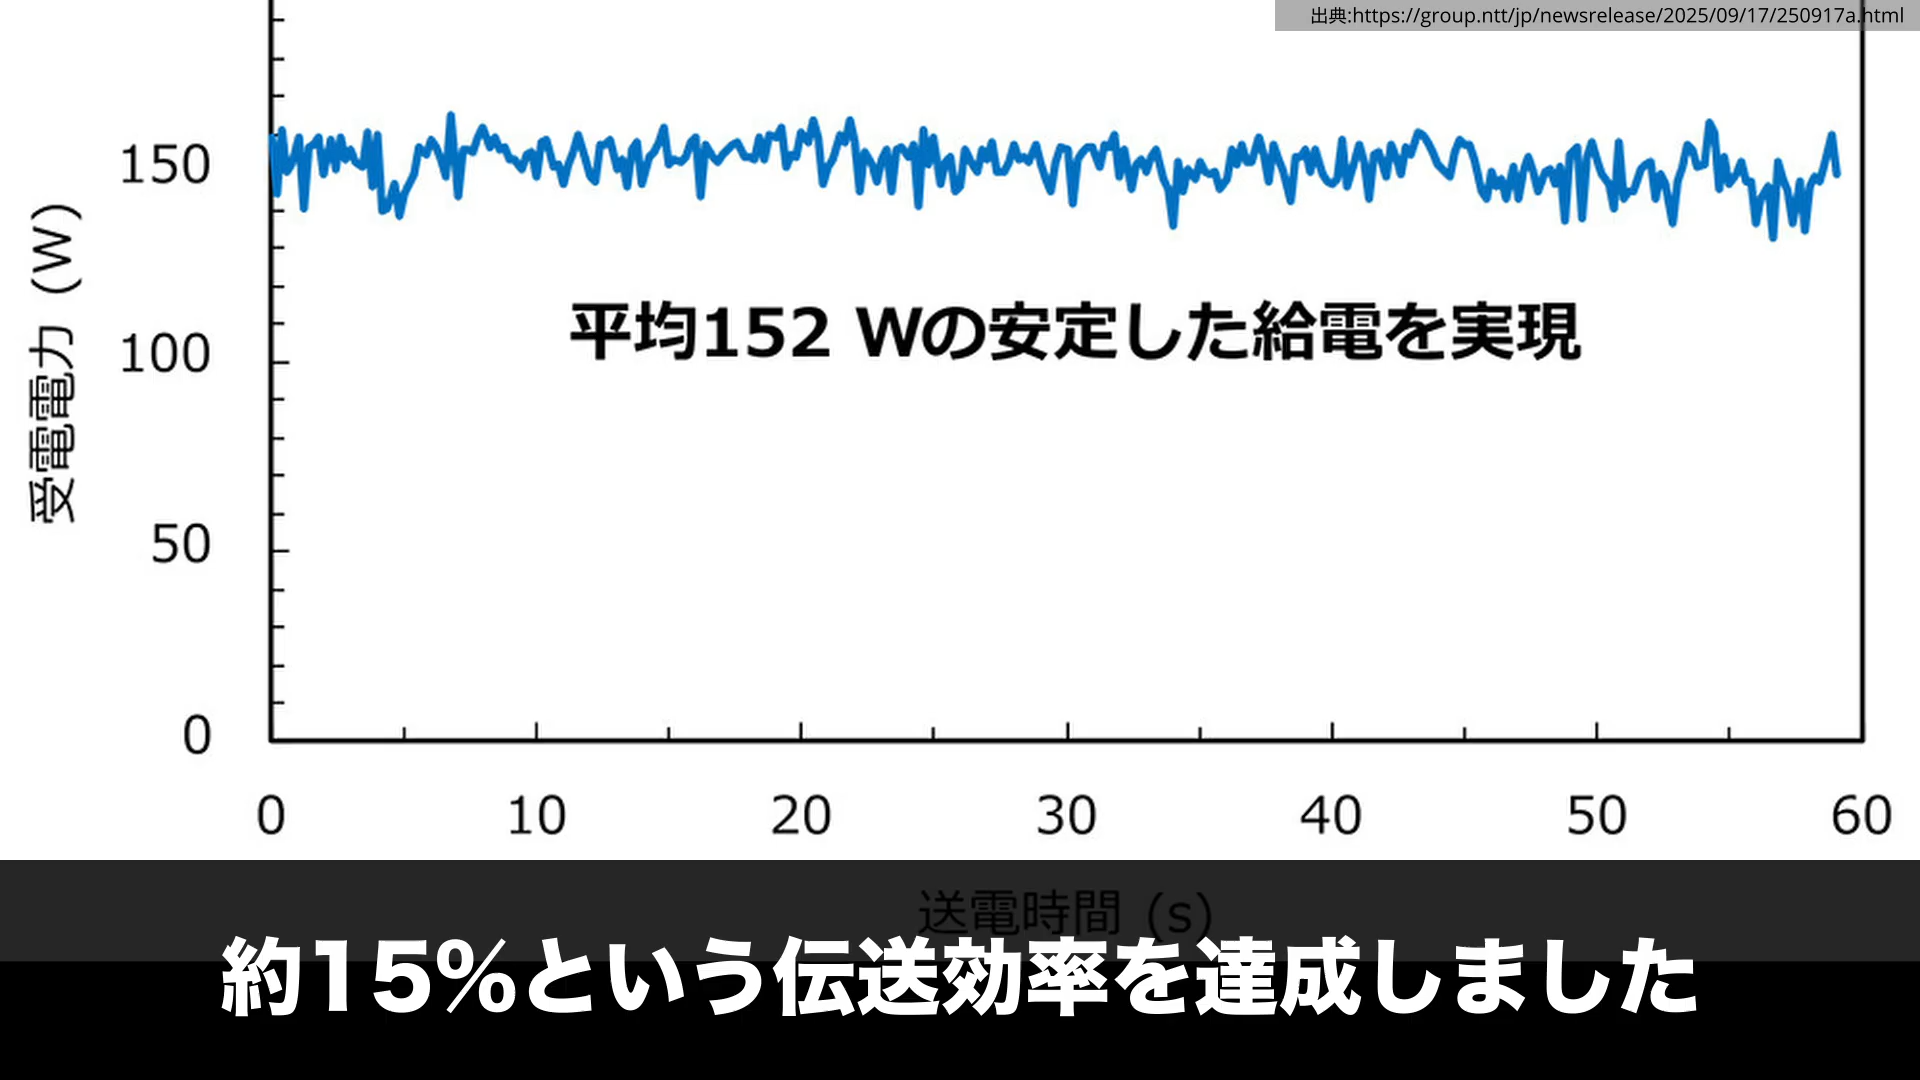 出典:https://group.ntt/jp/newsrelease/2025/09/17/250917a.html
150
100
50
0
受電電力 (W)
平均152 Wの安定した給電を実現
0 10 20 30 40 50 60
送電時間 (s)
約15%という伝送効率を達成しました